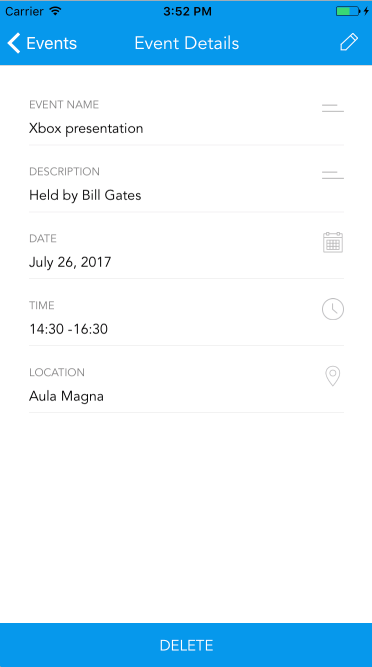 Carrier 3:52 PM
Events Event Details
EVENT NAME
Xbox presentation
DESCRIPTION
Held by Bill Gates
DATE
July 26, 2017
TIME
14:30 -16:30
LOCATION
Aula Magna
DELETE